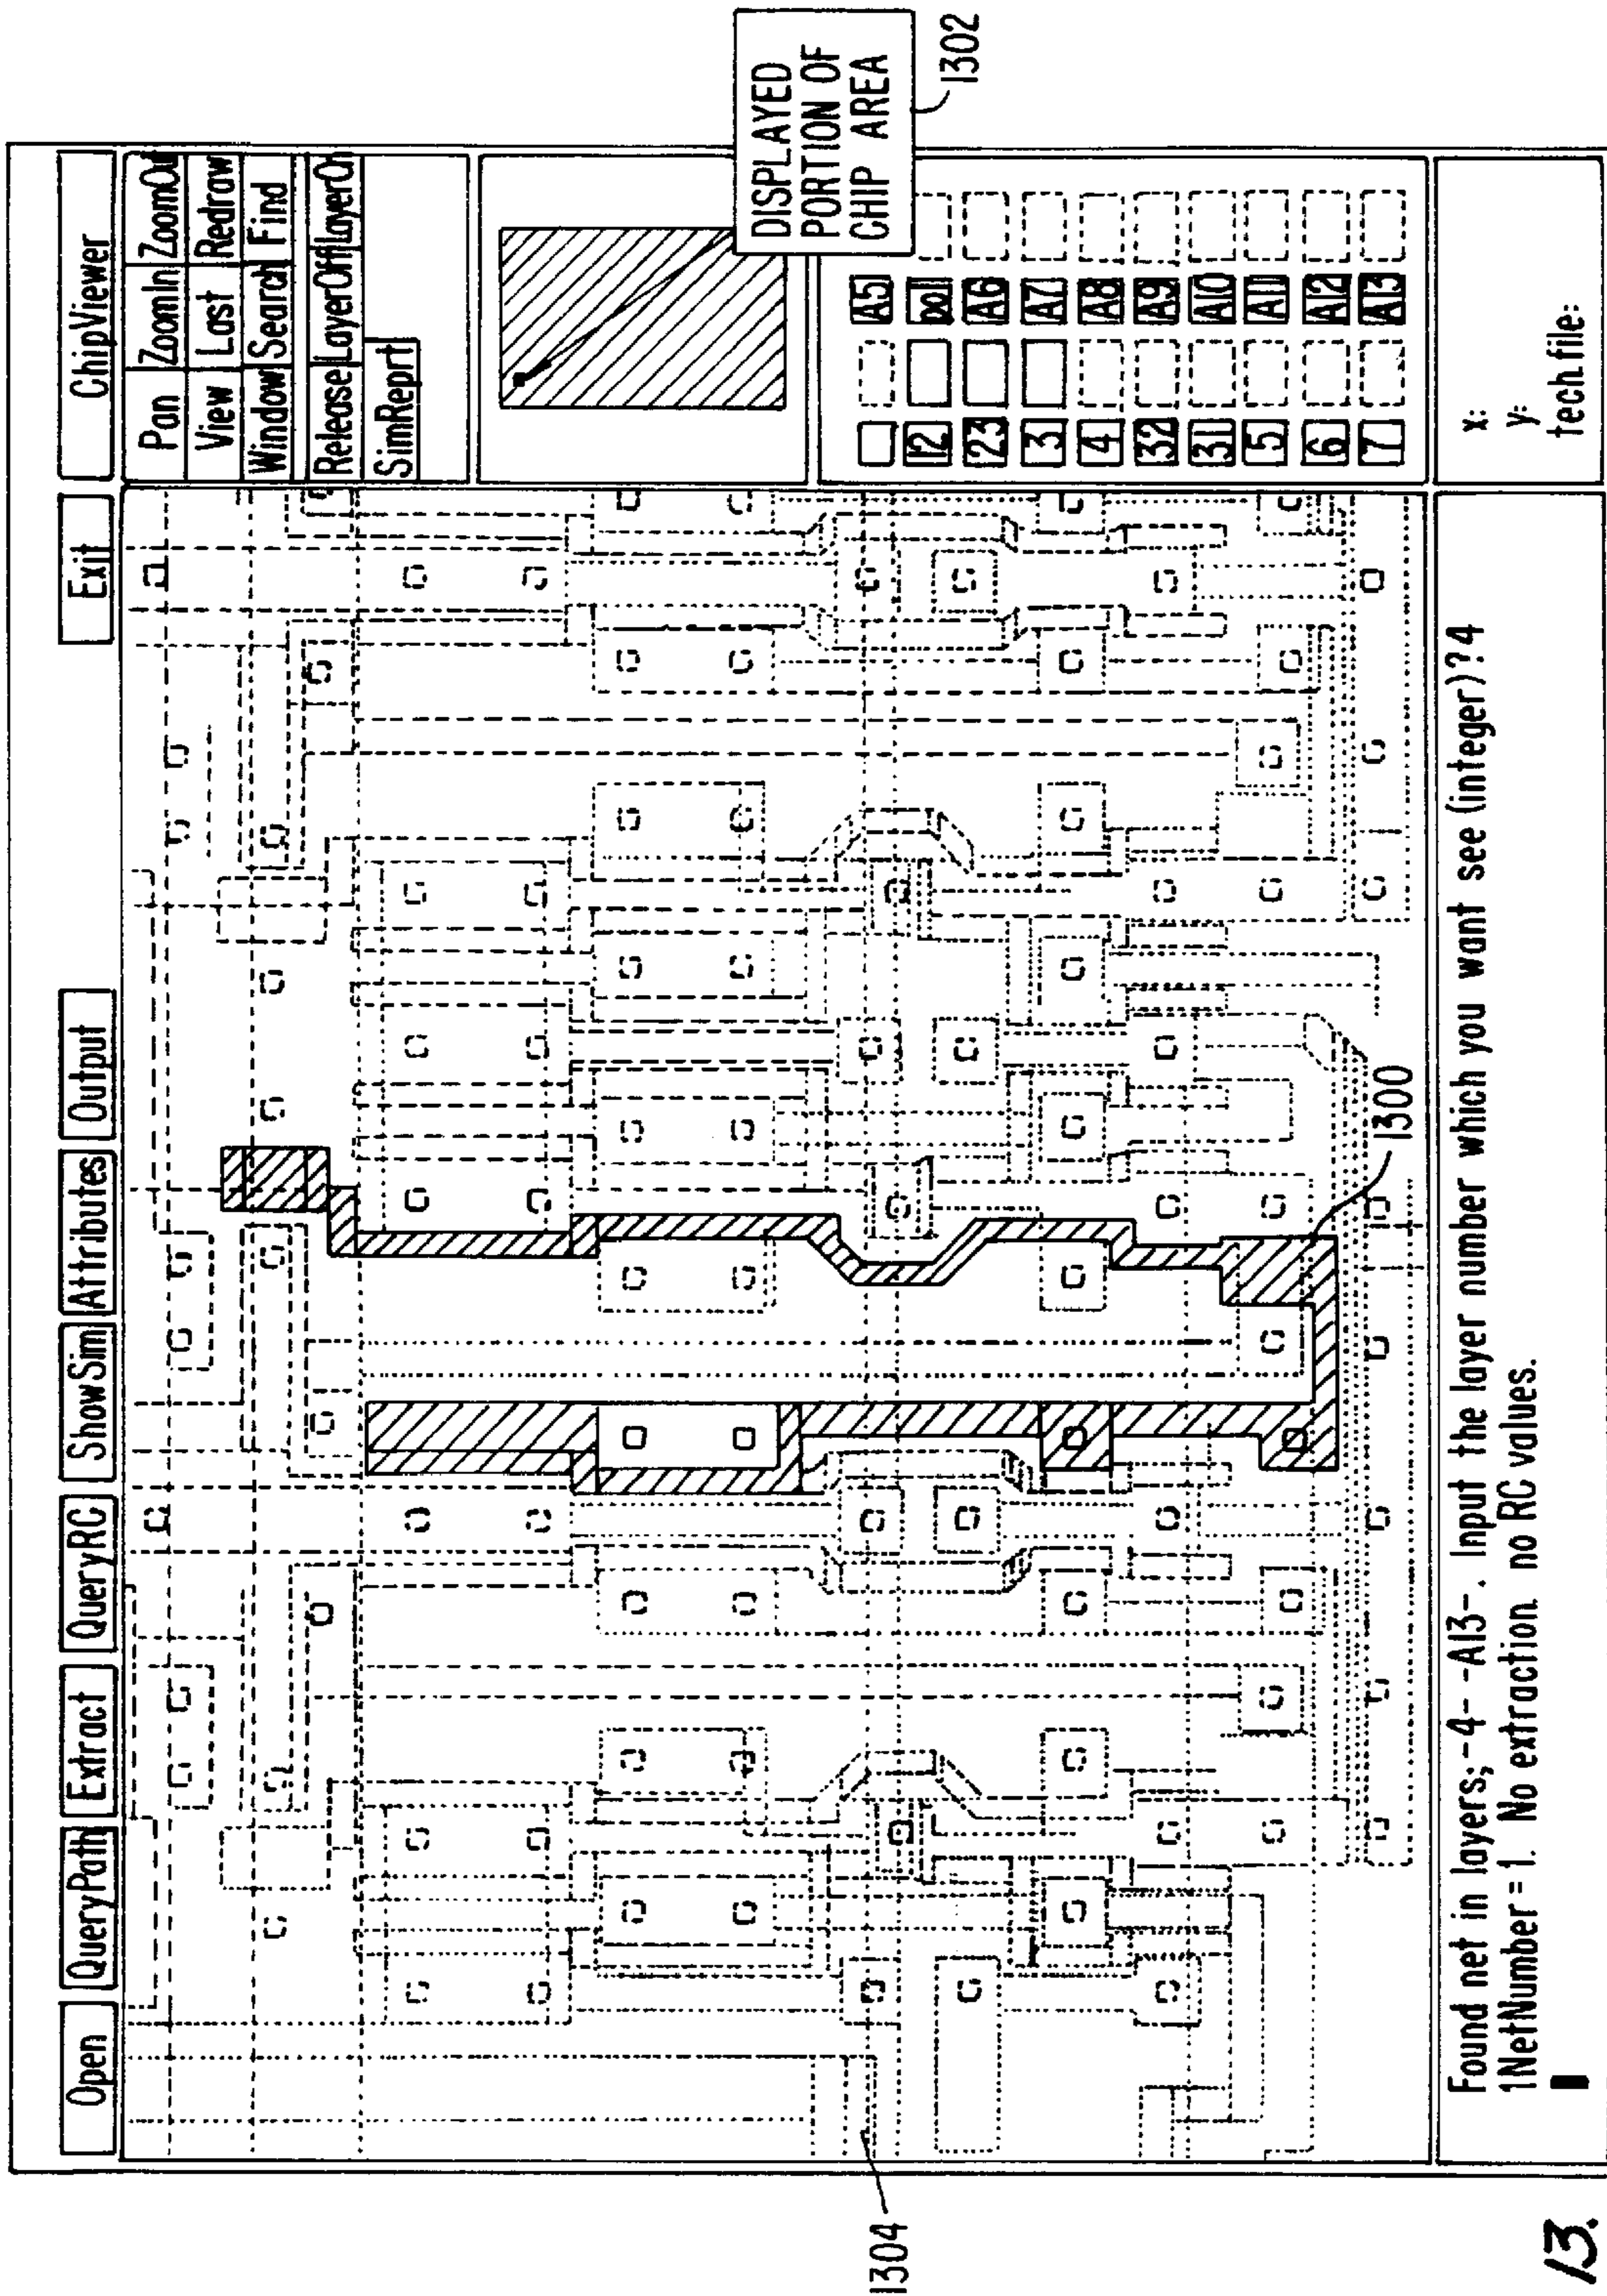 Open QueryPath Extract QueryRC ShowSim Attributes Output Exit
ChipViewer
Pan ZoomIn ZoomOut
View Last Redraw
Window Search Find
Release LayerOff LayerOn
SimReprt
DISPLAYED
PORTION OF
CHIP AREA
1302
A5
12 pol
23 A6
3 A7
4 A8
32 A9
31 A10
5 A11
6 A12
7 A13
x:
y:
tech file:
1304
1300
Found net in layers;-4- -A13-. Input the layer number which you want see (integer)?4
1NetNumber = 1. No extraction. no RC values.
13.